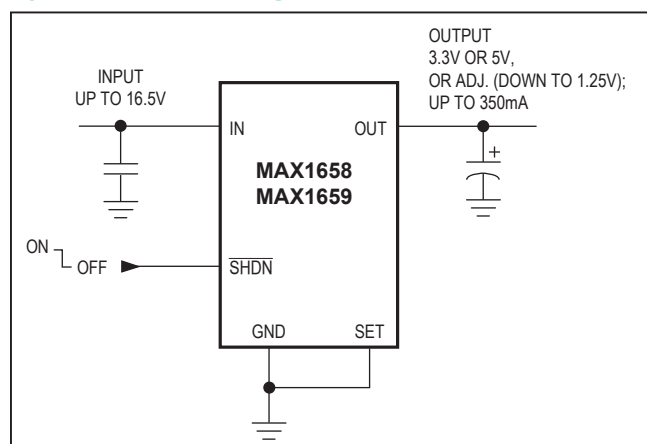 INPUT
UP TO 16.5V
OUTPUT
3.3V OR 5V,
OR ADJ. (DOWN TO 1.25V);
UP TO 350mA
IN
OUT
MAX1658
MAX1659
ON
OFF
SHDN
GND
SET
+